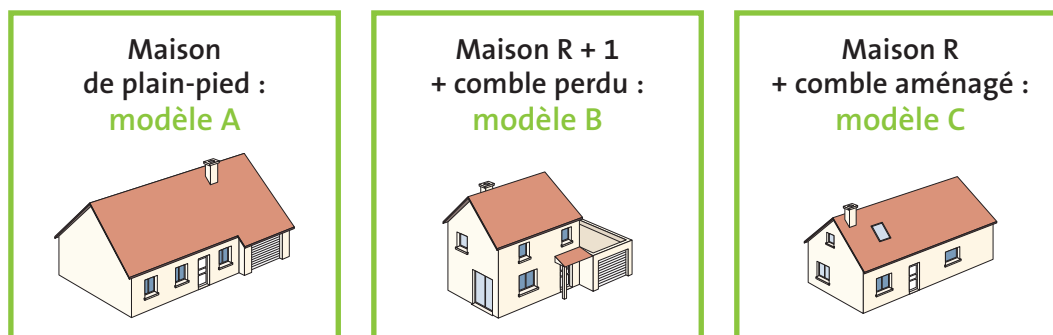 Maison
de plain-pied :
modèle A
Maison R + 1
+ comble perdu :
modèle B
Maison R
+ comble aménagé :
modèle C